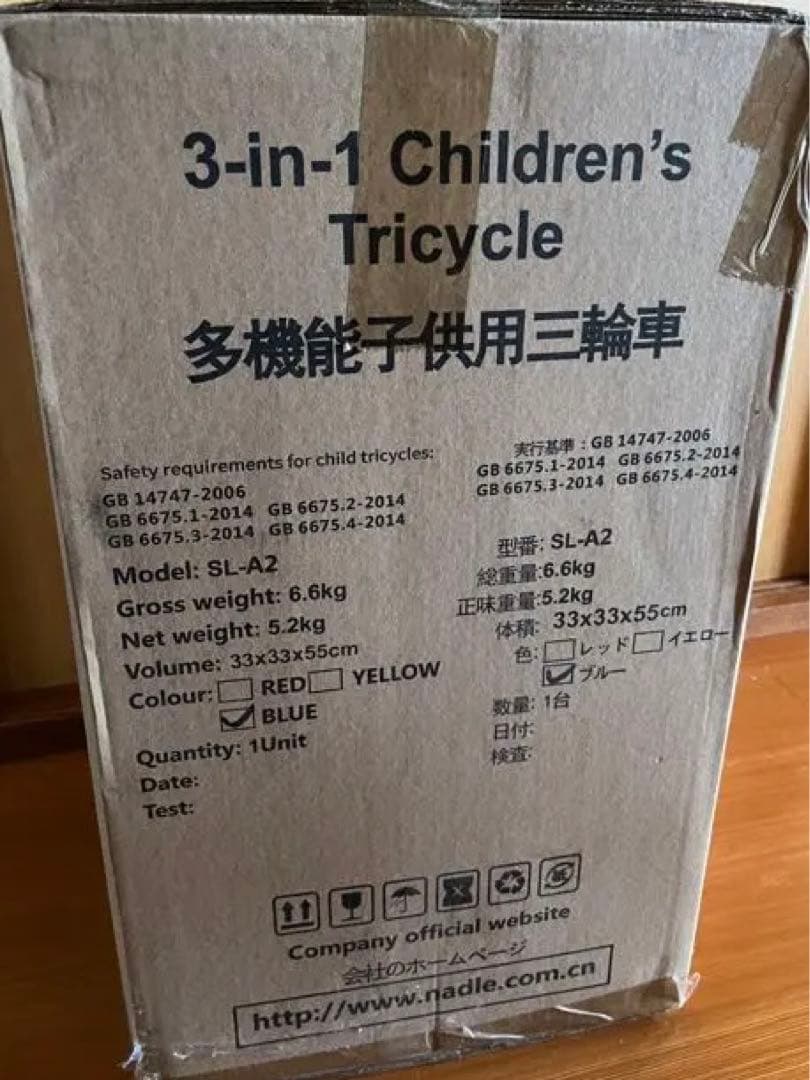 3-in-1 Children's
Tricycle
多機能子供用三輪車
Safety requirements for child tricycles:
GB 14747-2006
GB 6675.1-2014 GB 6675.2-2014
GB 6675.3-2014 GB 6675.4-2014
Model: SL-A2
Gross weight: 6.6kg
Net weight: 5.2kg
Volume: 33x33x55cm
Colour: RED YELLOW
BLUE
Quantity: 1Unit
Date:
Test:
実行基準：GB 14747-2006
GB 6675.1-2014 GB 6675.2-2014
GB 6675.3-2014 GB 6675.4-2014
型番: SL-A2
総重量:6.6kg
正味重量:5.2kg
体積: 33x33x55cm
色: レッド イエロー
ブルー
数量: 1台
日付:
検査:
Company official website
会社のホームページ
http://www.nadle.com.cn